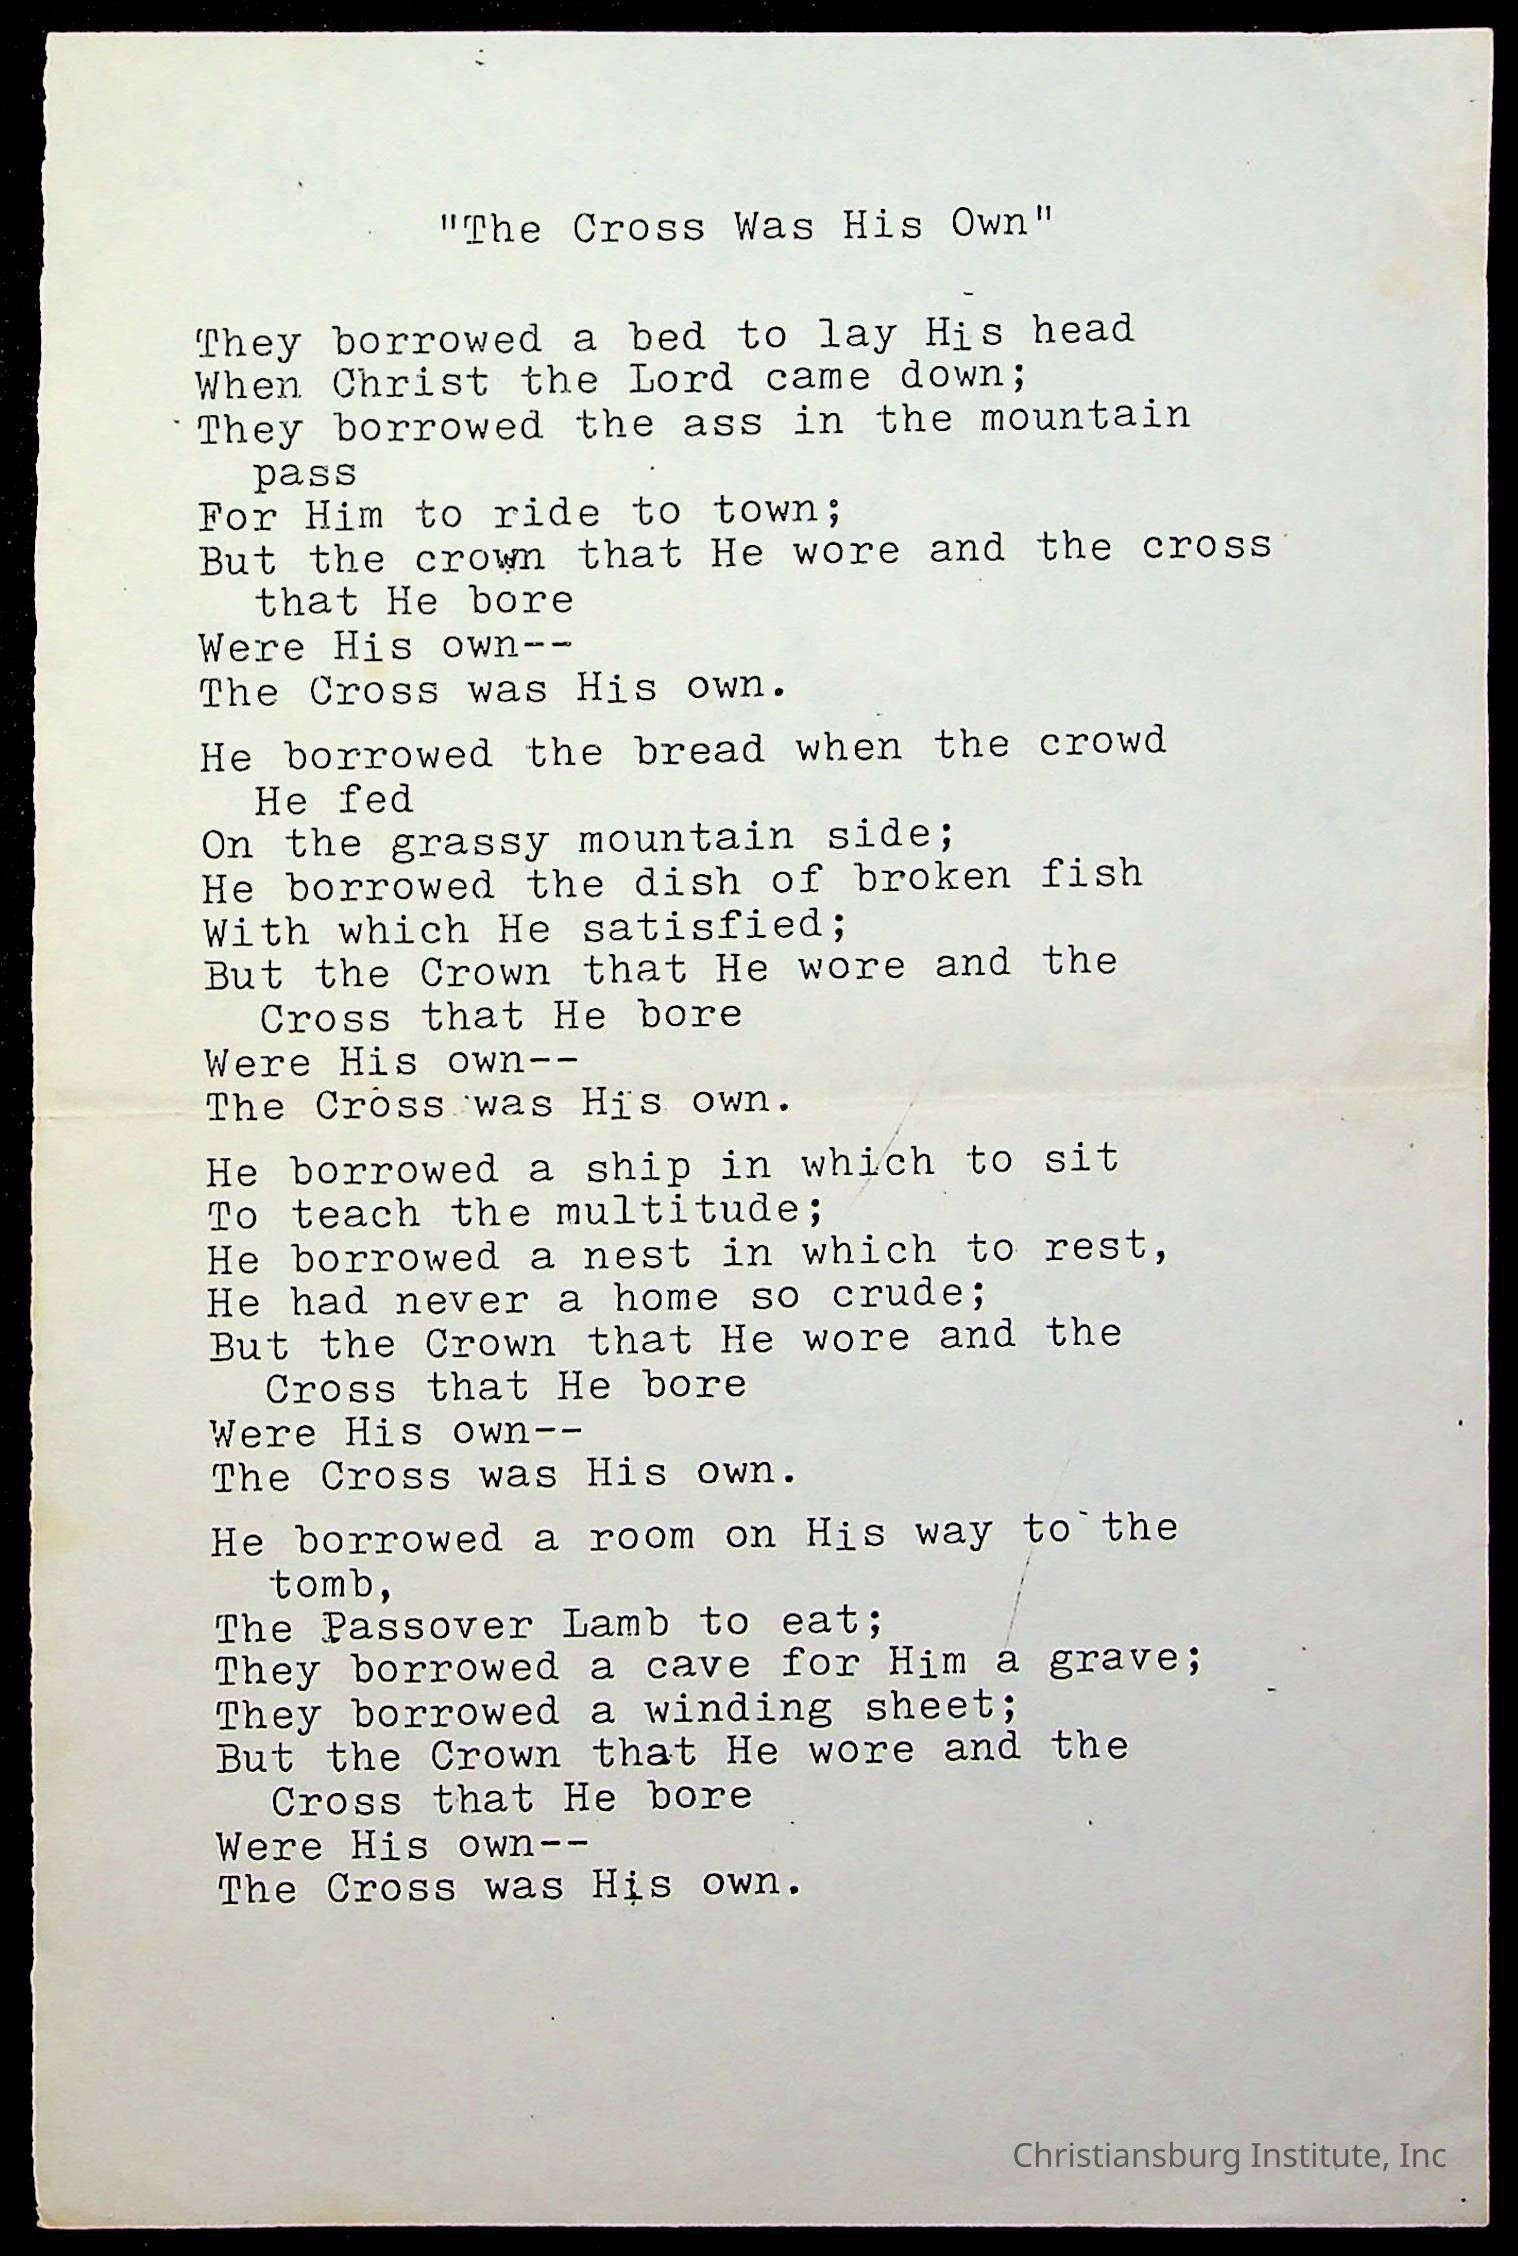 "The Cross Was His Own"
They borrowed a bed to lay His head
When Christ the Lord came down;
They borrowed the ass in the mountain
pass
For Him to ride to town;
But the crown that He wore and the cross
that He bore
Were His own--
The Cross was His own.
He borrowed the bread when the crowd
He fed
On the grassy mountain side;
He borrowed the dish of broken fish
With which He satisfied;
But the Crown that He wore and the
Cross that He bore
Were His own--
The Cross was His own.
He borrowed a ship in which to sit
To teach the multitude;
He borrowed a nest in which to rest,
He had never a home so crude;
But the Crown that He wore and the
Cross that He bore
Were His own--
The Cross was His own.
He borrowed a room on His way to the
tomb,
The Passover Lamb to eat;
They borrowed a cave for Him a grave;
They borrowed a winding sheet;
But the Crown that He wore and the
Cross that He bore
Were His own--
The Cross was His own.
Christiansburg Institute, Inc